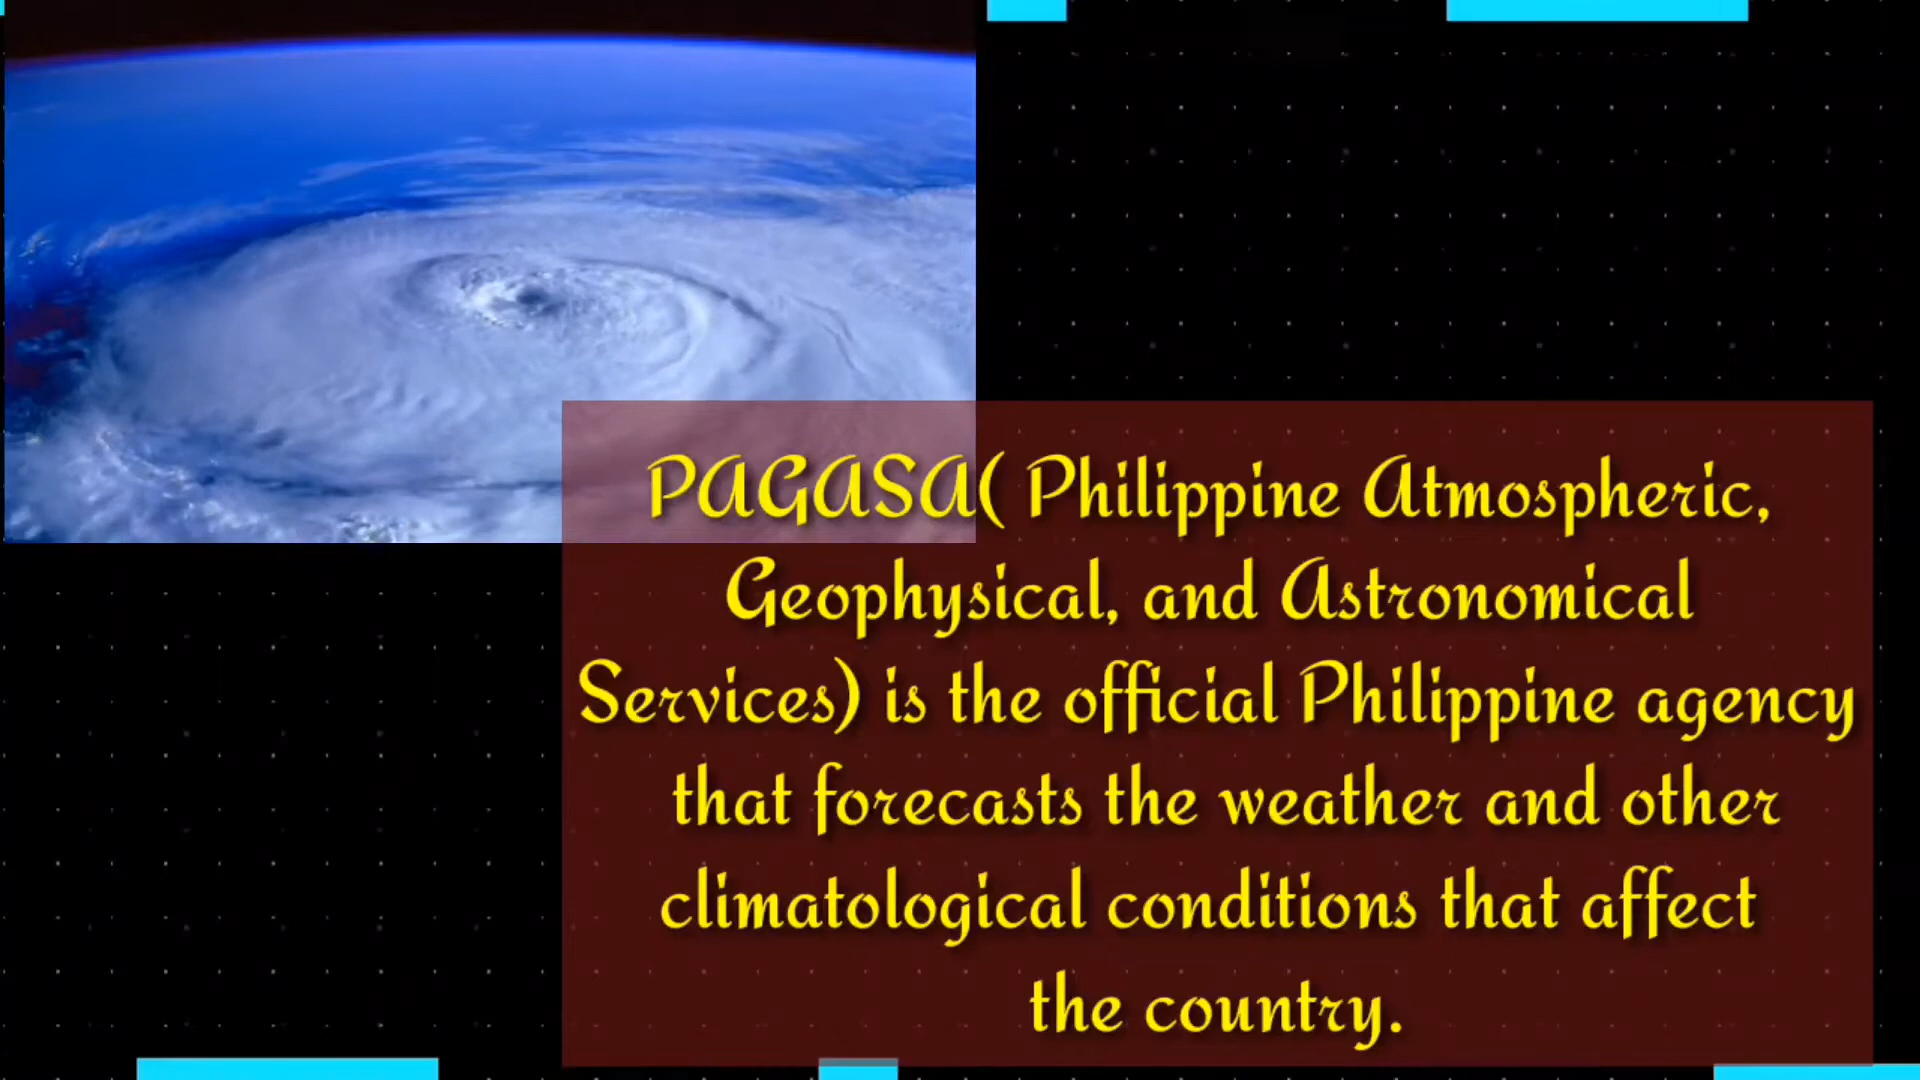 PAGASA( Philippine Atmospheric,
Geophysical, and Astronomical
Services) is the official Philippine agency
that forecasts the weather and other
climatological conditions that affect
the country.